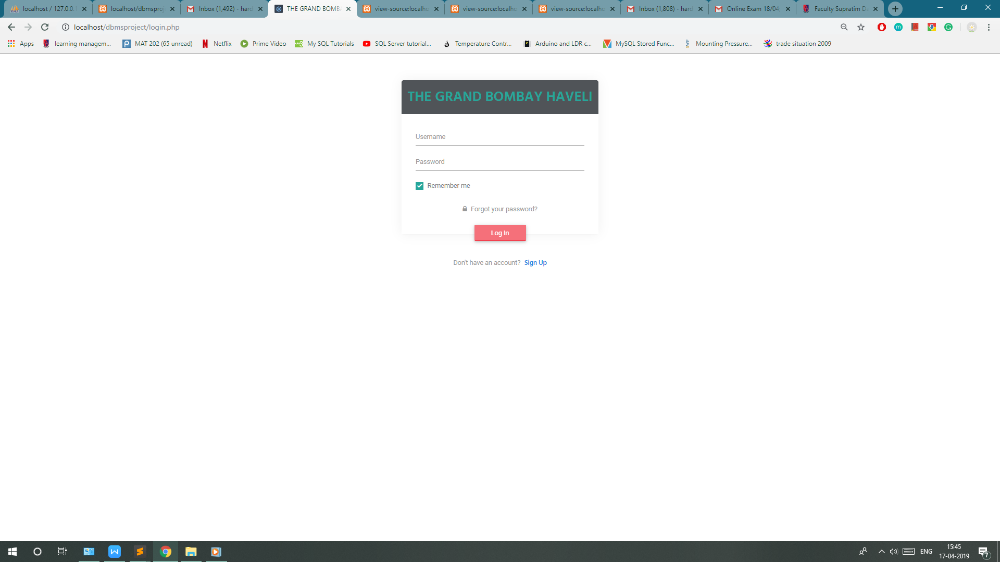 localhost / 127.0.0.1
localhost/dbmsproj
Inbox (1,492) - hard
THE GRAND BOMBA
view-source:localho
view-source:localho
view-source:localho
Inbox (1,808) - hard
Online Exam 18/04
Faculty Supratim Da
localhost/dbmsproject/login.php
Apps
learning managem...
MAT 202 (65 unread)
Netflix
Prime Video
My SQL Tutorials
SQL Server tutorial...
Temperature Contr...
Arduino and LDR c...
MySQL Stored Func...
Mounting Pressure...
trade situation 2009
THE GRAND BOMBAY HAVELI
Username
Password
Remember me
Forgot your password?
Log In
Don't have an account? Sign Up
ENG
15:45
17-04-2019
7